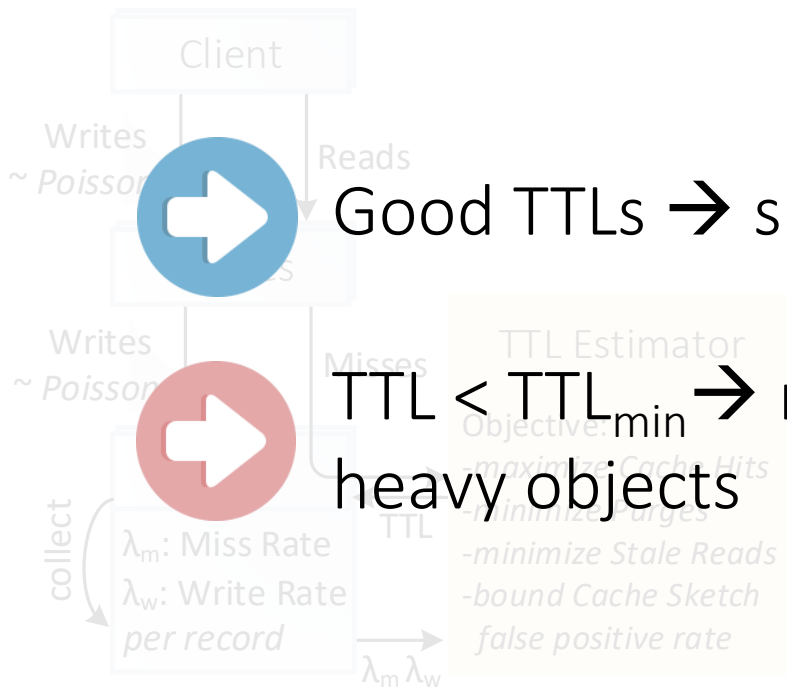 Client
Writes
~ Poisson
Reads
Good TTLs → s
Writes
~ Poisson
Misses
TTL Estimator
TTL < TTLmin →
heavy objects
Objective:
-maximize Cache Hits
-minimize Purges
-minimize Stale Reads
-bound Cache Sketch
false positive rate
TTL
collect
λm: Miss Rate
λw: Write Rate
per record
λm λw